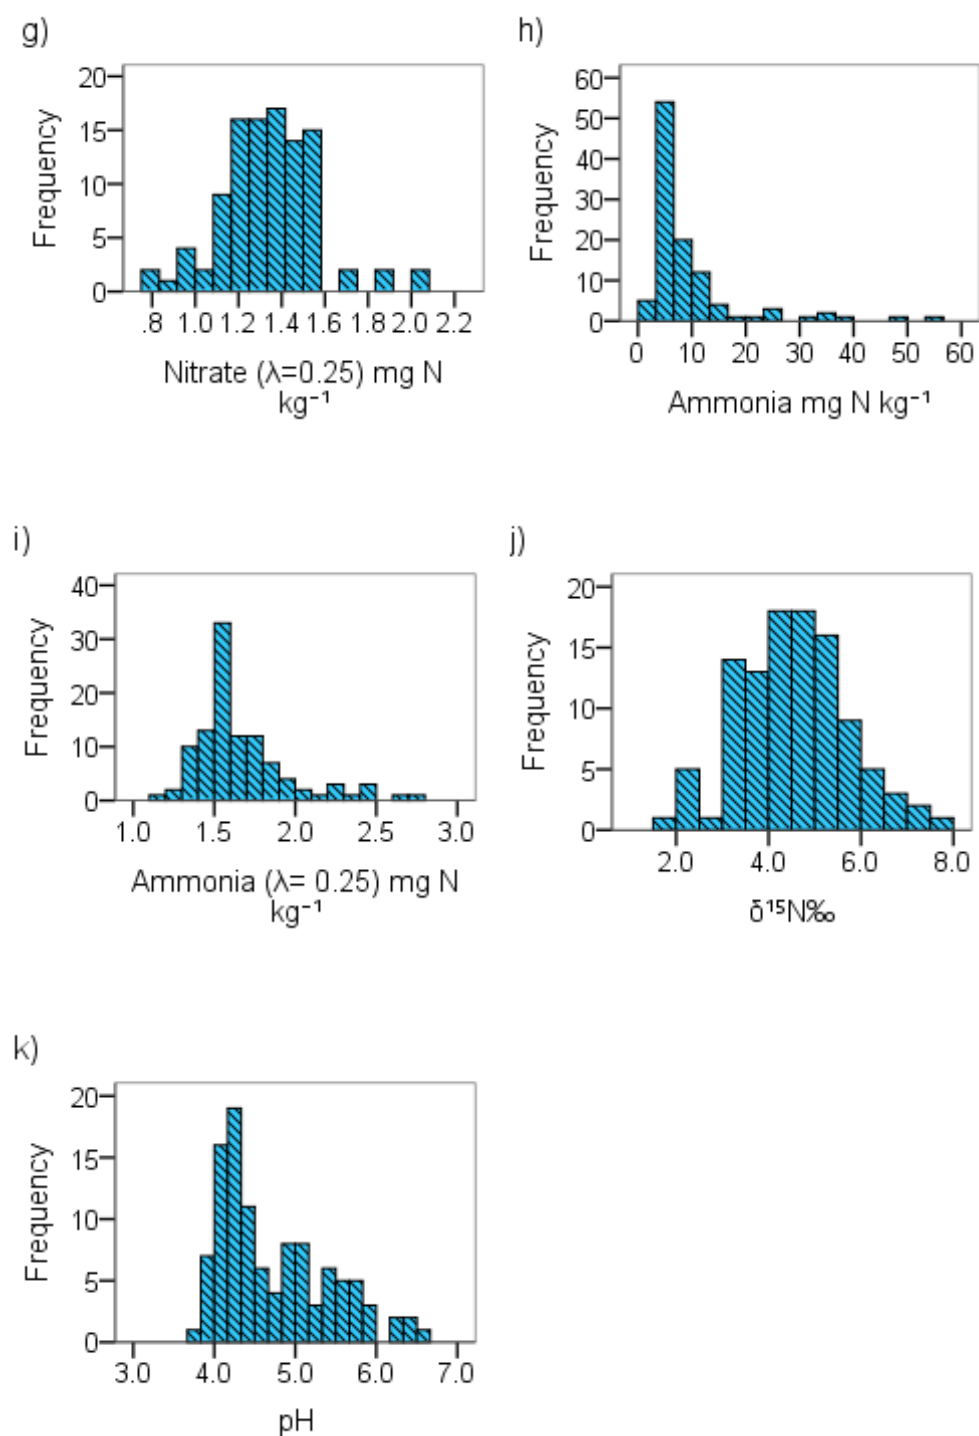 g)
Frequency
20
15
10
5
0
.8 1.0 1.2 1.4 1.6 1.8 2.0 2.2
Nitrate (λ=0.25) mg N
kg⁻¹
h)
Frequency
60
50
40
30
20
10
0
0 10 20 30 40 50 60
Ammonia mg N kg⁻¹
i)
Frequency
40
30
20
10
0
1.0 1.5 2.0 2.5 3.0
Ammonia (λ= 0.25) mg N
kg⁻¹
j)
Frequency
20
15
10
5
0
2.0 4.0 6.0 8.0
δ¹⁵N‰
k)
Frequency
20
15
10
5
0
3.0 4.0 5.0 6.0 7.0
pH